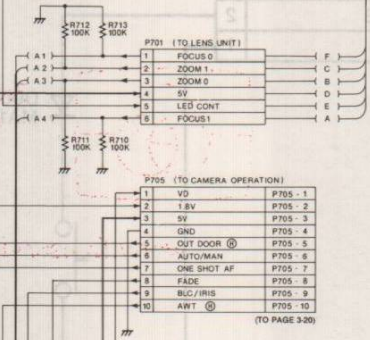 R712 100K R713 100K
P701 (TO LENS UNIT)
A1 1 FOCUS 0 F
A2 2 ZOOM 1 C
A3 3 ZOOM 0 B
4 5V D
5 LED CONT E
A4 6 FOCUS 1 A
R711 100K R710 100K
P705 (TO CAMERA OPERATION)
1 VD P705 - 1
2 1.8V P705 - 2
3 5V P705 - 3
4 GND P705 - 4
5 OUT DOOR Ⓗ P705 - 5
6 AUTO/MAN P705 - 6
7 ONE SHOT AF P705 - 7
8 FADE P705 - 8
9 BLC/IRIS P705 - 9
10 AWT Ⓗ P705 - 10
(TO PAGE 3-20)